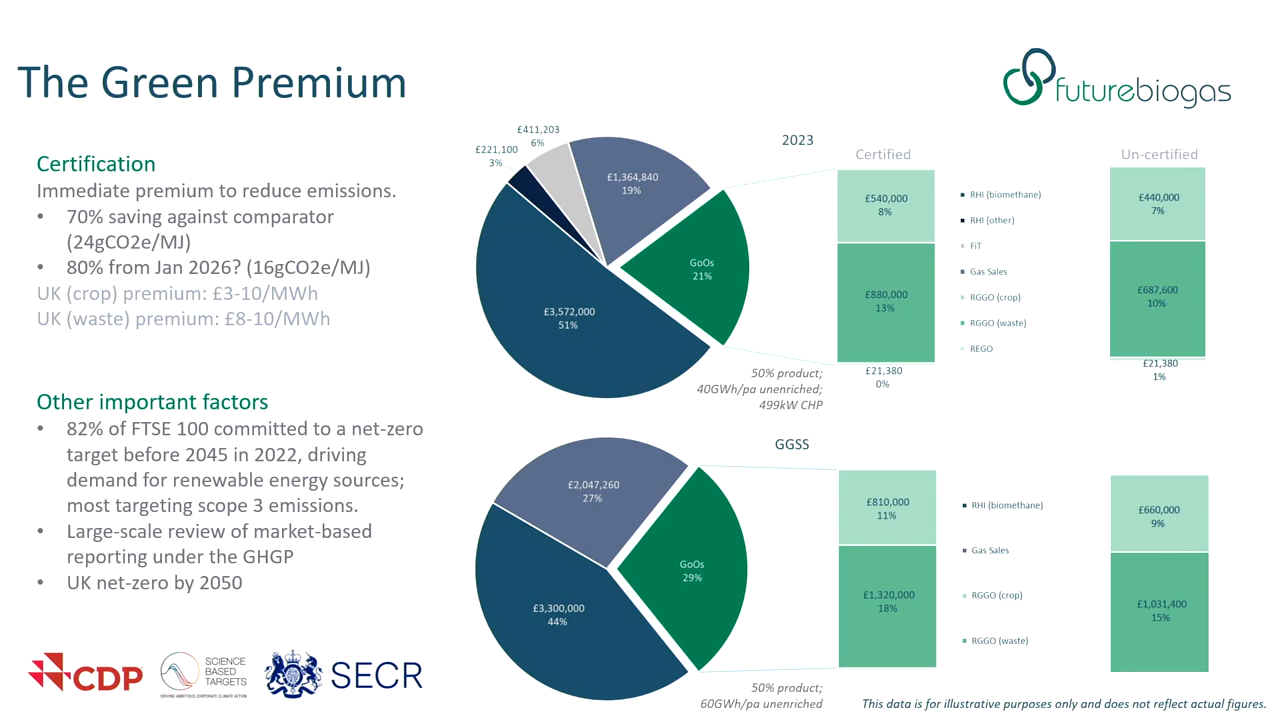 The Green Premium
futurebiogas
Certification
Immediate premium to reduce emissions.
• 70% saving against comparator
(24gCO2e/MJ)
• 80% from Jan 2026? (16gCO2e/MJ)
UK (crop) premium: £3-10/MWh
UK (waste) premium: £8-10/MWh
Other important factors
• 82% of FTSE 100 committed to a net-zero
target before 2045 in 2022, driving
demand for renewable energy sources;
most targeting scope 3 emissions.
• Large-scale review of market-based
reporting under the GHGP
• UK net-zero by 2050
CDP
SCIENCE
BASED
TARGETS
DRIVING AMBITIOUS CORPORATE CLIMATE ACTION
SECR
2023
£411,203
6%
£221,100
3%
£1,364,840
19%
GoOs
21%
£3,572,000
51%
50% product;
40GWh/pa unenriched;
499kW CHP
Certified
£540,000
8%
£880,000
13%
£21,380
0%
RHI (biomethane)
RHI (other)
FiT
Gas Sales
RGGO (crop)
RGGO (waste)
REGO
Un-certified
£440,000
7%
£687,600
10%
£21,380
1%
GGSS
£2,047,260
27%
GoOs
29%
£3,300,000
44%
50% product;
60GWh/pa unenriched
£810,000
11%
£1,320,000
18%
RHI (biomethane)
Gas Sales
RGGO (crop)
RGGO (waste)
£660,000
9%
£1,031,400
15%
This data is for illustrative purposes only and does not reflect actual figures.